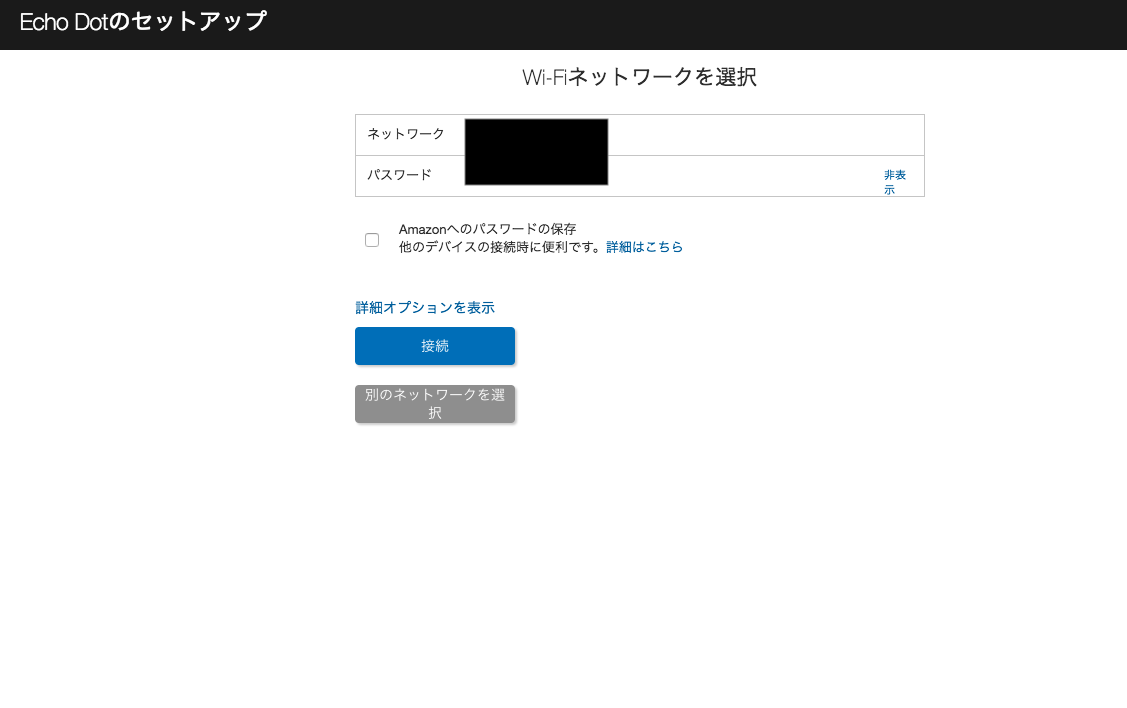 Echo Dotのセットアップ
Wi-Fiネットワークを選択
ネットワーク
パスワード
非表
示
Amazonへのパスワードの保存
他のデバイスの接続時に便利です。詳細はこちら
詳細オプションを表示
接続
別のネットワークを選
択